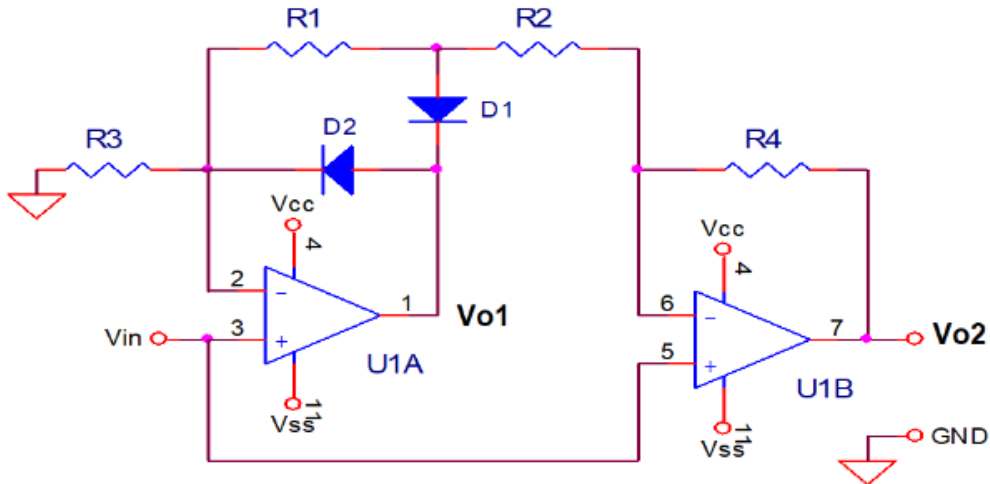 R1
R2
D1
D2
R3
R4
Vcc
4
Vcc
4
2
-
1
Vo1
Vin
3
+
U1A
6
-
7
Vo2
5
+
U1B
11
Vss
11
Vss
GND